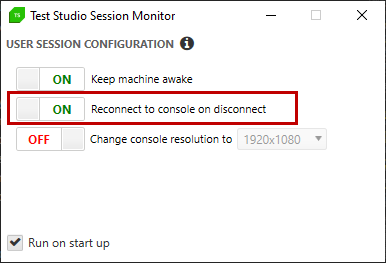 TS Test Studio Session Monitor
USER SESSION CONFIGURATION i
ON Keep machine awake
ON Reconnect to console on disconnect
OFF Change console resolution to 1920x1080
Run on start up